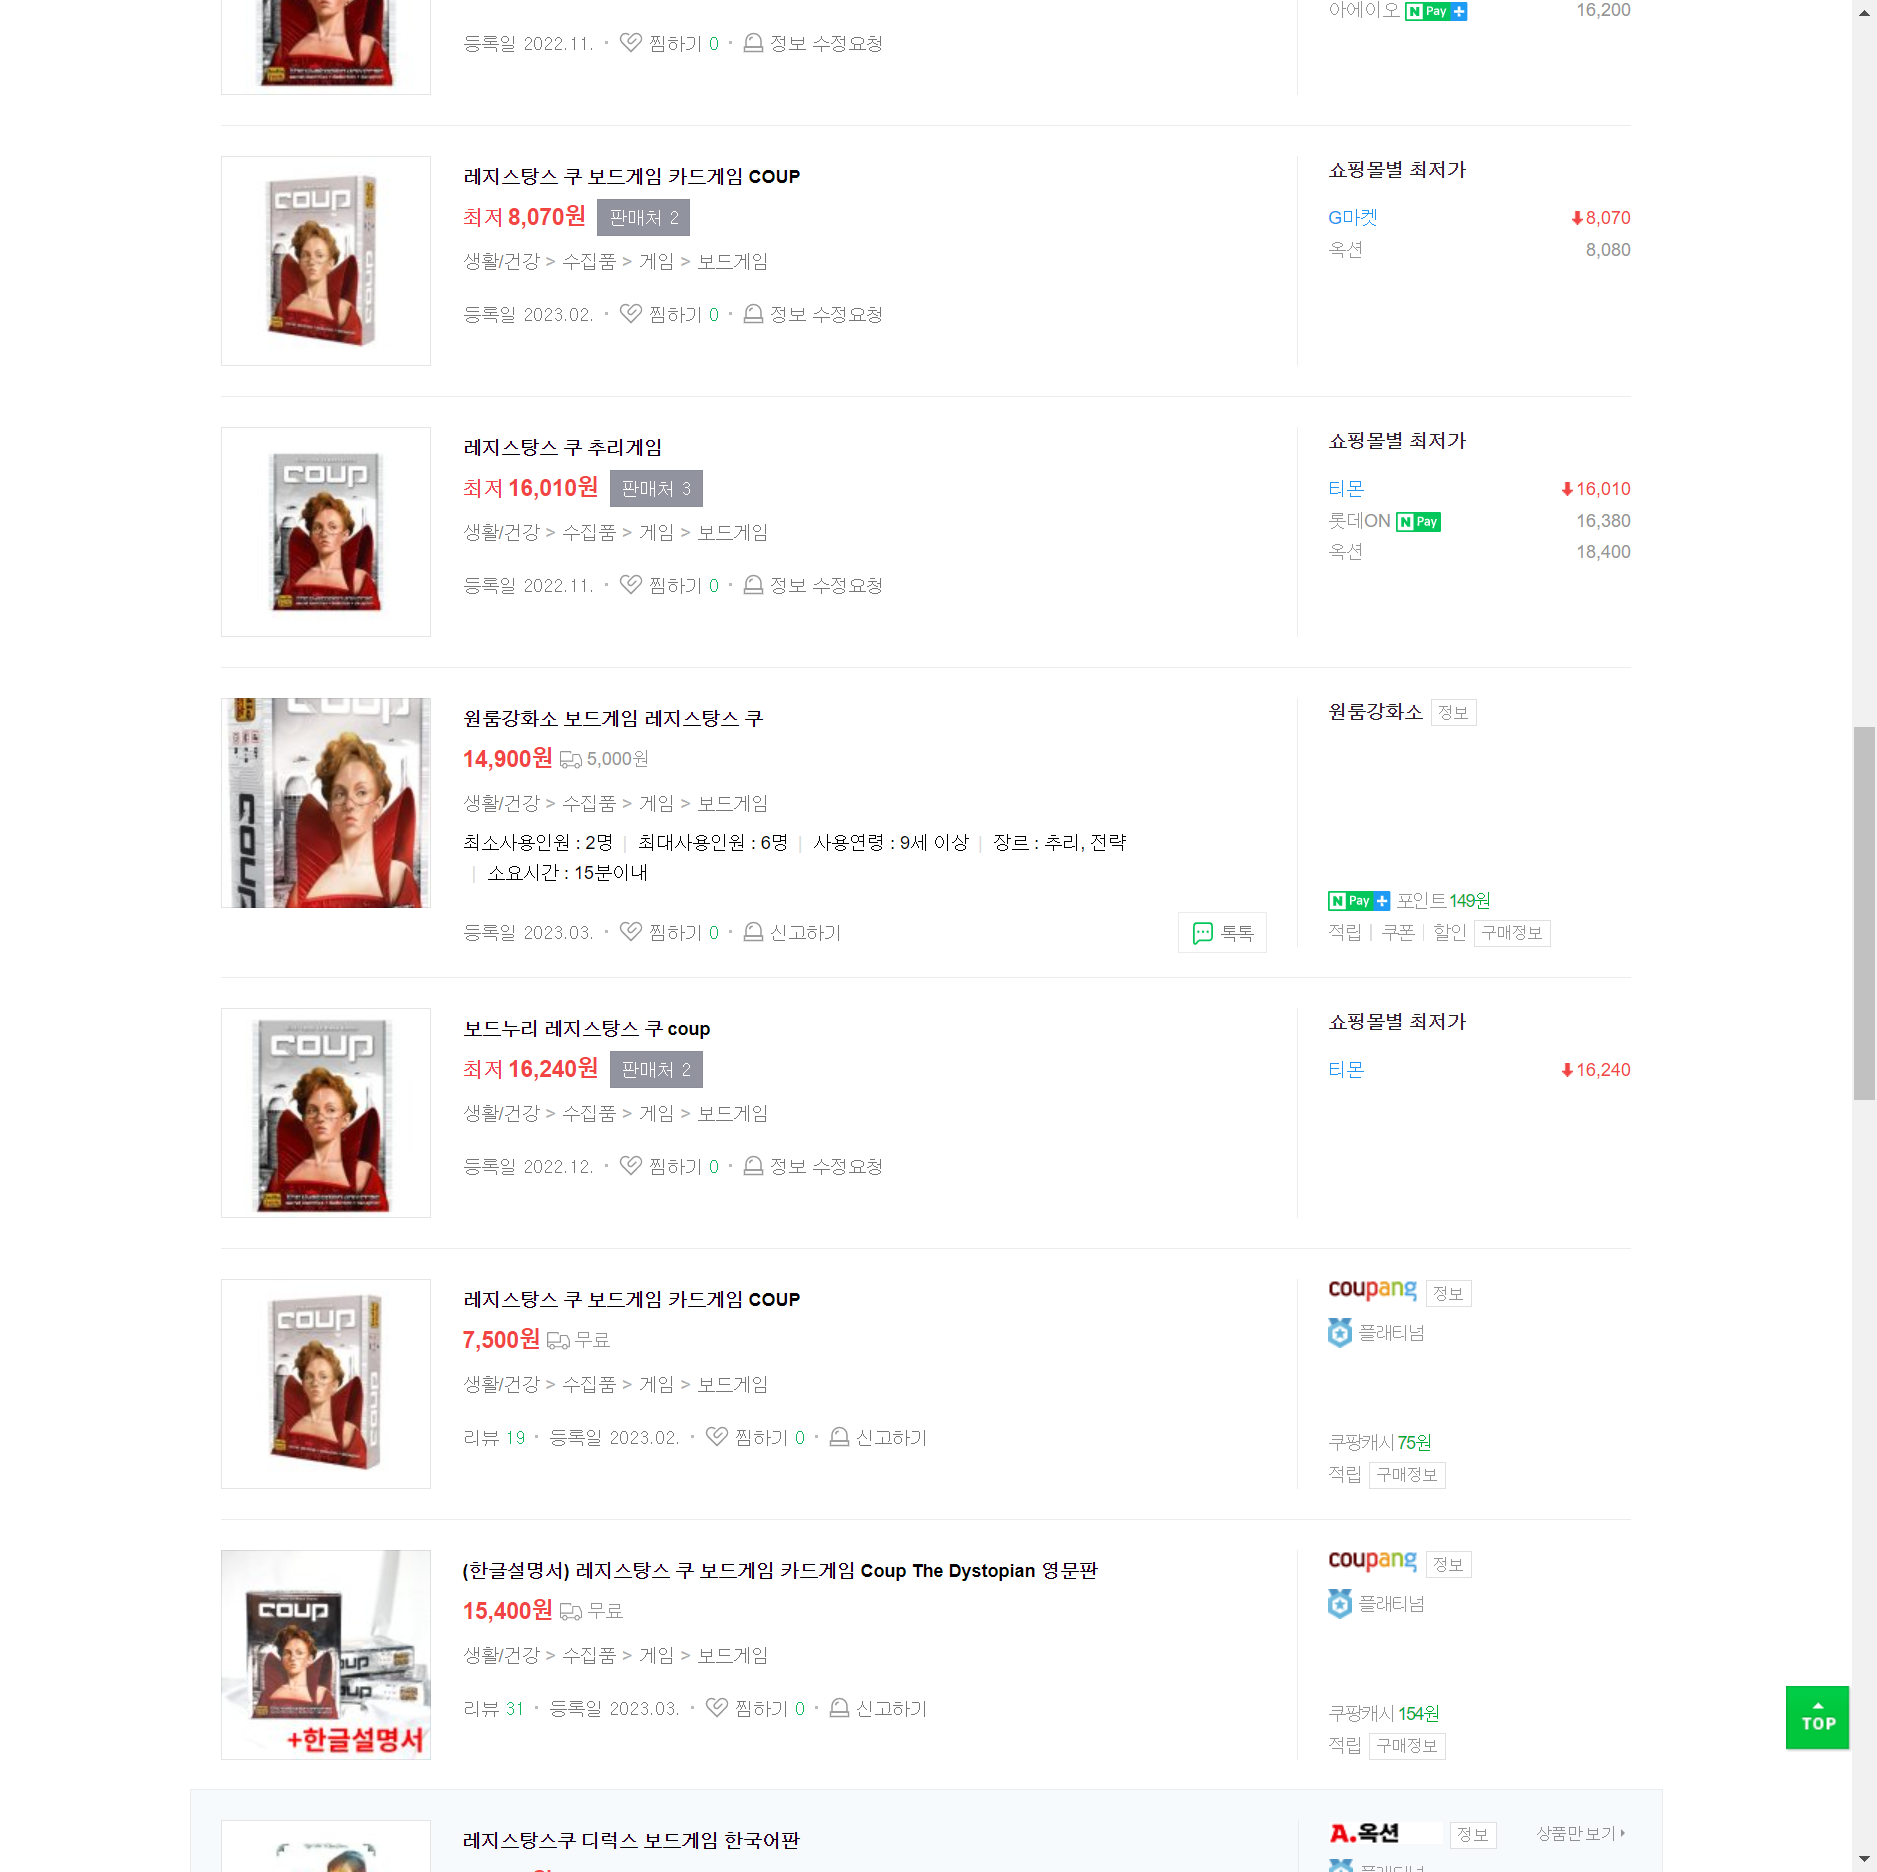 아에이오 N Pay + 16,200
등록일 2022.11. · 찜하기 0 · 정보 수정요청
coup
레지스탕스 쿠 보드게임 카드게임 COUP
최저 8,070원 판매처 2
생활/건강 > 수집품 > 게임 > 보드게임
등록일 2023.02. · 찜하기 0 · 정보 수정요청
쇼핑몰별 최저가
G마켓 8,070
옥션 8,080
coup
레지스탕스 쿠 추리게임
최저 16,010원 판매처 3
생활/건강 > 수집품 > 게임 > 보드게임
등록일 2022.11. · 찜하기 0 · 정보 수정요청
쇼핑몰별 최저가
티몬 16,010
롯데ON N Pay 16,380
옥션 18,400
coup
원룸강화소 보드게임 레지스탕스 쿠
14,900원 5,000원
생활/건강 > 수집품 > 게임 > 보드게임
최소사용인원 : 2명 | 최대사용인원 : 6명 | 사용연령 : 9세 이상 | 장르 : 추리, 전략
| 소요시간 : 15분이내
등록일 2023.03. · 찜하기 0 · 신고하기
톡톡
원룸강화소 정보
N Pay + 포인트 149원
적립 | 쿠폰 | 할인 구매정보
coup
보드누리 레지스탕스 쿠 coup
최저 16,240원 판매처 2
생활/건강 > 수집품 > 게임 > 보드게임
등록일 2022.12. · 찜하기 0 · 정보 수정요청
쇼핑몰별 최저가
티몬 16,240
coup
레지스탕스 쿠 보드게임 카드게임 COUP
7,500원 무료
생활/건강 > 수집품 > 게임 > 보드게임
리뷰 19 · 등록일 2023.02. · 찜하기 0 · 신고하기
coupang 정보
플래티넘
쿠팡캐시 75원
적립 구매정보
coup
+한글설명서
(한글설명서) 레지스탕스 쿠 보드게임 카드게임 Coup The Dystopian 영문판
15,400원 무료
생활/건강 > 수집품 > 게임 > 보드게임
리뷰 31 · 등록일 2023.03. · 찜하기 0 · 신고하기
coupang 정보
플래티넘
쿠팡캐시 154원
적립 구매정보
TOP
레지스탕스쿠 디럭스 보드게임 한국어판
A.옥션 정보 상품만 보기